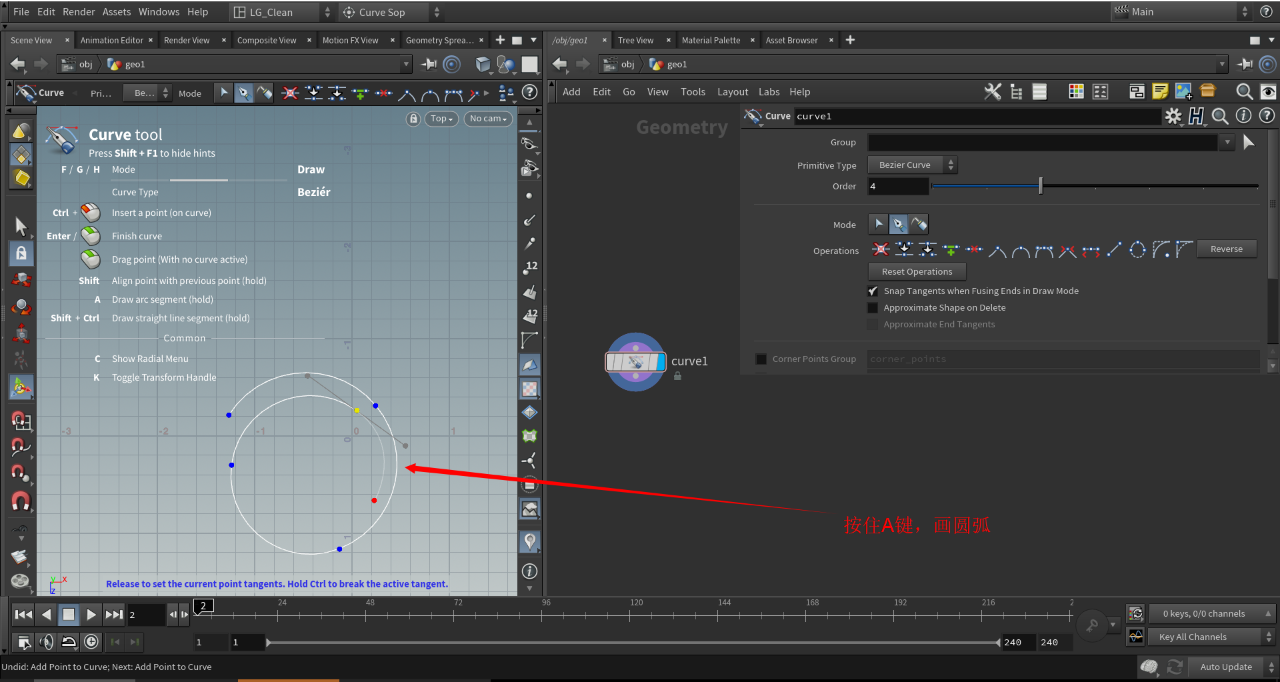 File Edit Render Assets Windows Help LG_Clean Curve Sop Main
Scene View Animation Editor Render View Composite View Motion FX View Geometry Sprea...
/obj/geo1 Tree View Material Palette Asset Browser
obj geo1
obj geo1
Curve Pri... Be... Mode
Add Edit Go View Tools Layout Labs Help
Top No cam
Curve tool
Press Shift + F1 to hide hints
F / G / H Mode Draw
Curve Type Beziér
Ctrl + Insert a point (on curve)
Enter / Finish curve
Drag point (With no curve active)
Shift Align point with previous point (hold)
A Draw arc segment (hold)
Shift + Ctrl Draw straight line segment (hold)
Common
C Show Radial Menu
K Toggle Transform Handle
-3 -2 -1 0 1
-3
-2
-1
0
1
12
12
Release to set the current point tangents. Hold Ctrl to break the active tangent.
Geometry
Curve curve1
Group
Primitive Type Bezier Curve
Order 4
Mode
Operations Reverse
Reset Operations
Snap Tangents when Fusing Ends in Draw Mode
Approximate Shape on Delete
Approximate End Tangents
Corner Points Group corner_points
curve1
按住A键，画圆弧
2 2 24 48 72 96 120 144 168 192 216 2
0 keys, 0/0 channels
1 1 240 240
Key All Channels
Undid: Add Point to Curve; Next: Add Point to Curve
Auto Update